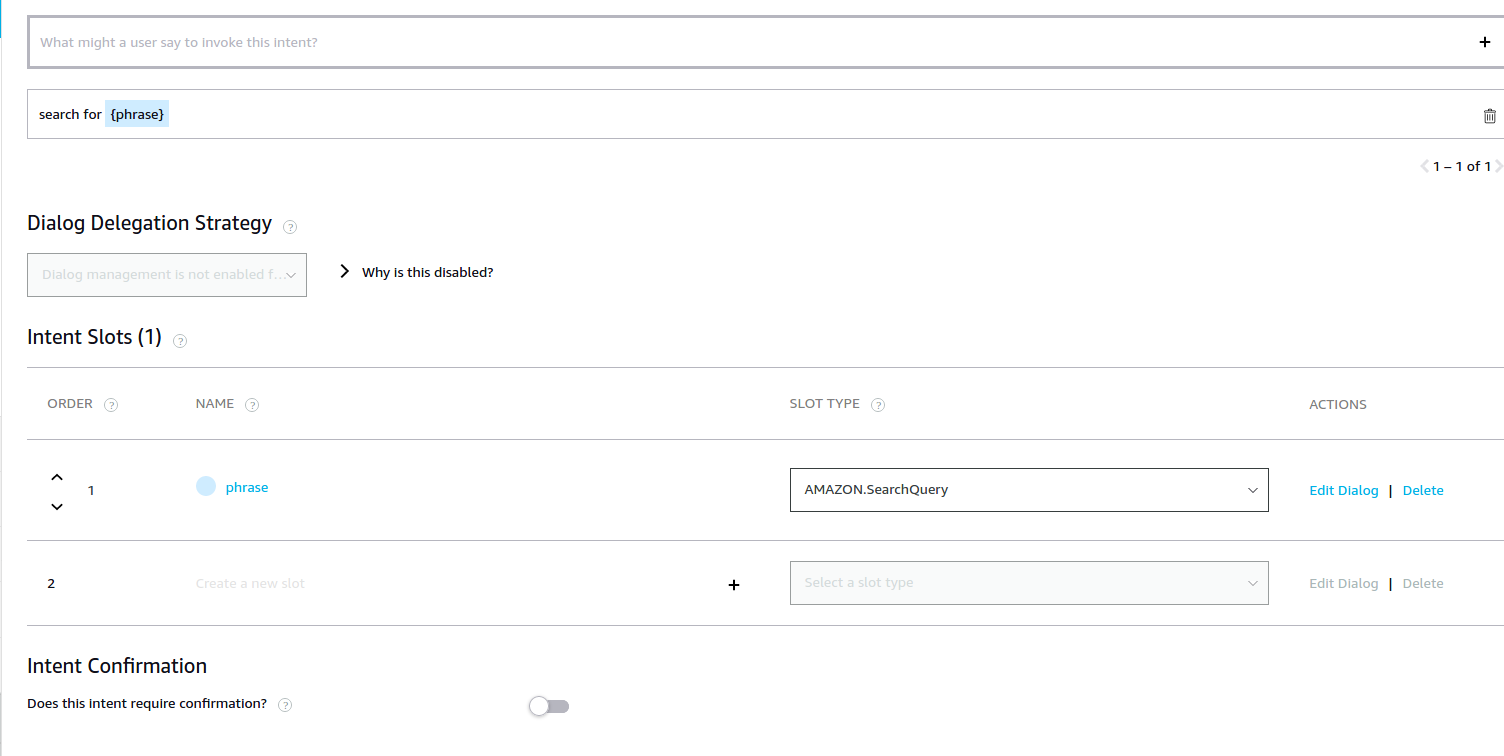 What might a user say to invoke this intent?
search for {phrase}
1 – 1 of 1
Dialog Delegation Strategy
Dialog management is not enabled f...
Why is this disabled?
Intent Slots (1)
ORDER NAME SLOT TYPE ACTIONS
1 phrase AMAZON.SearchQuery Edit Dialog | Delete
2 Create a new slot Select a slot type Edit Dialog | Delete
Intent Confirmation
Does this intent require confirmation?